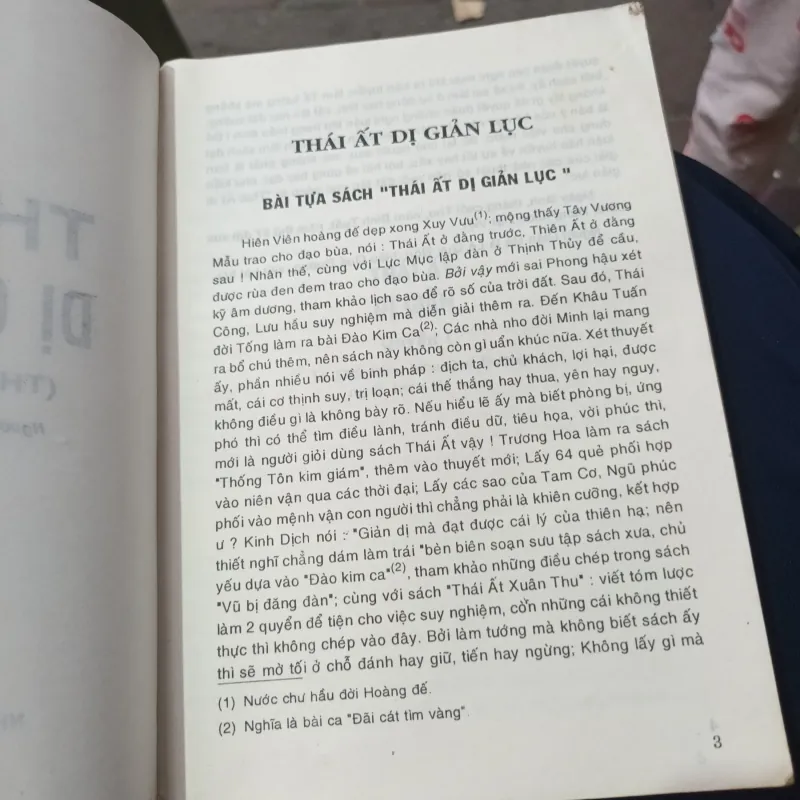 THÁI ẤT DỊ GIẢN LỤC
BÀI TỰA SÁCH "THÁI ẤT DỊ GIẢN LỤC "
Hiên Viên hoàng đế dẹp xong Xuy Vưu(1); mộng thấy Tây Vương
Mẫu trao cho đạo bùa, nói : Thái Ất ở đằng trước, Thiên Ất ở đằng
sau ! Nhân thế, cùng với Lục Mục lập đàn ở Thịnh Thủy để cầu,
được rùa đen đem trao cho đạo bùa. Bởi vậy mới sai Phong hậu xét
kỹ âm dương, tham khảo lịch sao để rõ số của trời đất. Sau đó, Thái
Công, Lưu hầu suy nghiệm mà diễn giải thêm ra. Đến Khâu Tuấn
đời Tống làm ra bài Đào Kim Ca(2); Các nhà nho đời Minh lại mang
ra bổ chú thêm, nên sách này không còn gì uẩn khúc nữa. Xét thuyết
ấy, phần nhiều nói về binh pháp : dịch ta, chủ khách, lợi hại, được
mất, cái cơ thịnh suy, trị loạn; cái thế thắng hay thua, yên hay nguy,
không điều gì là không bày rõ. Nếu hiểu lẽ ấy mà biết phòng bị, ứng
phó thì có thể tìm điều lành, tránh điều dữ, tiêu họa, vời phúc thi,
mới là người giỏi dùng sách Thái Ất vậy ! Trương Hoa làm ra sách
"Thống Tôn kim giám", thêm vào thuyết mới; Lấy 64 quẻ phối hợp
vào niên vận qua các thời đại; Lấy các sao của Tam Cơ, Ngũ phúc
phối vào mệnh vận con người thì chẳng phải là khiên cưỡng, kết hợp
ư ? Kinh Dịch nói : "Giản dị mà đạt được cái lý của thiên hạ; nên
thiết nghĩ chẳng dám làm trái "bèn biên soạn sưu tập sách xưa, chủ
yếu dựa vào "Đào kim ca"(2), tham khảo những điều chép trong sách
"Vũ bị đăng đàn"; cùng với sách "Thái Ất Xuân Thu" : viết tóm lược
làm 2 quyển để tiện cho việc suy nghiệm, còn những cái không thiết
thực thì không chép vào đây. Bởi làm tướng mà không biết sách ấy
thì sẽ mờ tối ở chỗ đánh hay giữ, tiến hay ngừng; Không lấy gì mà
(1) Nước chư hầu đời Hoàng đế.
(2) Nghĩa là bài ca "Đãi cát tìm vàng".
3